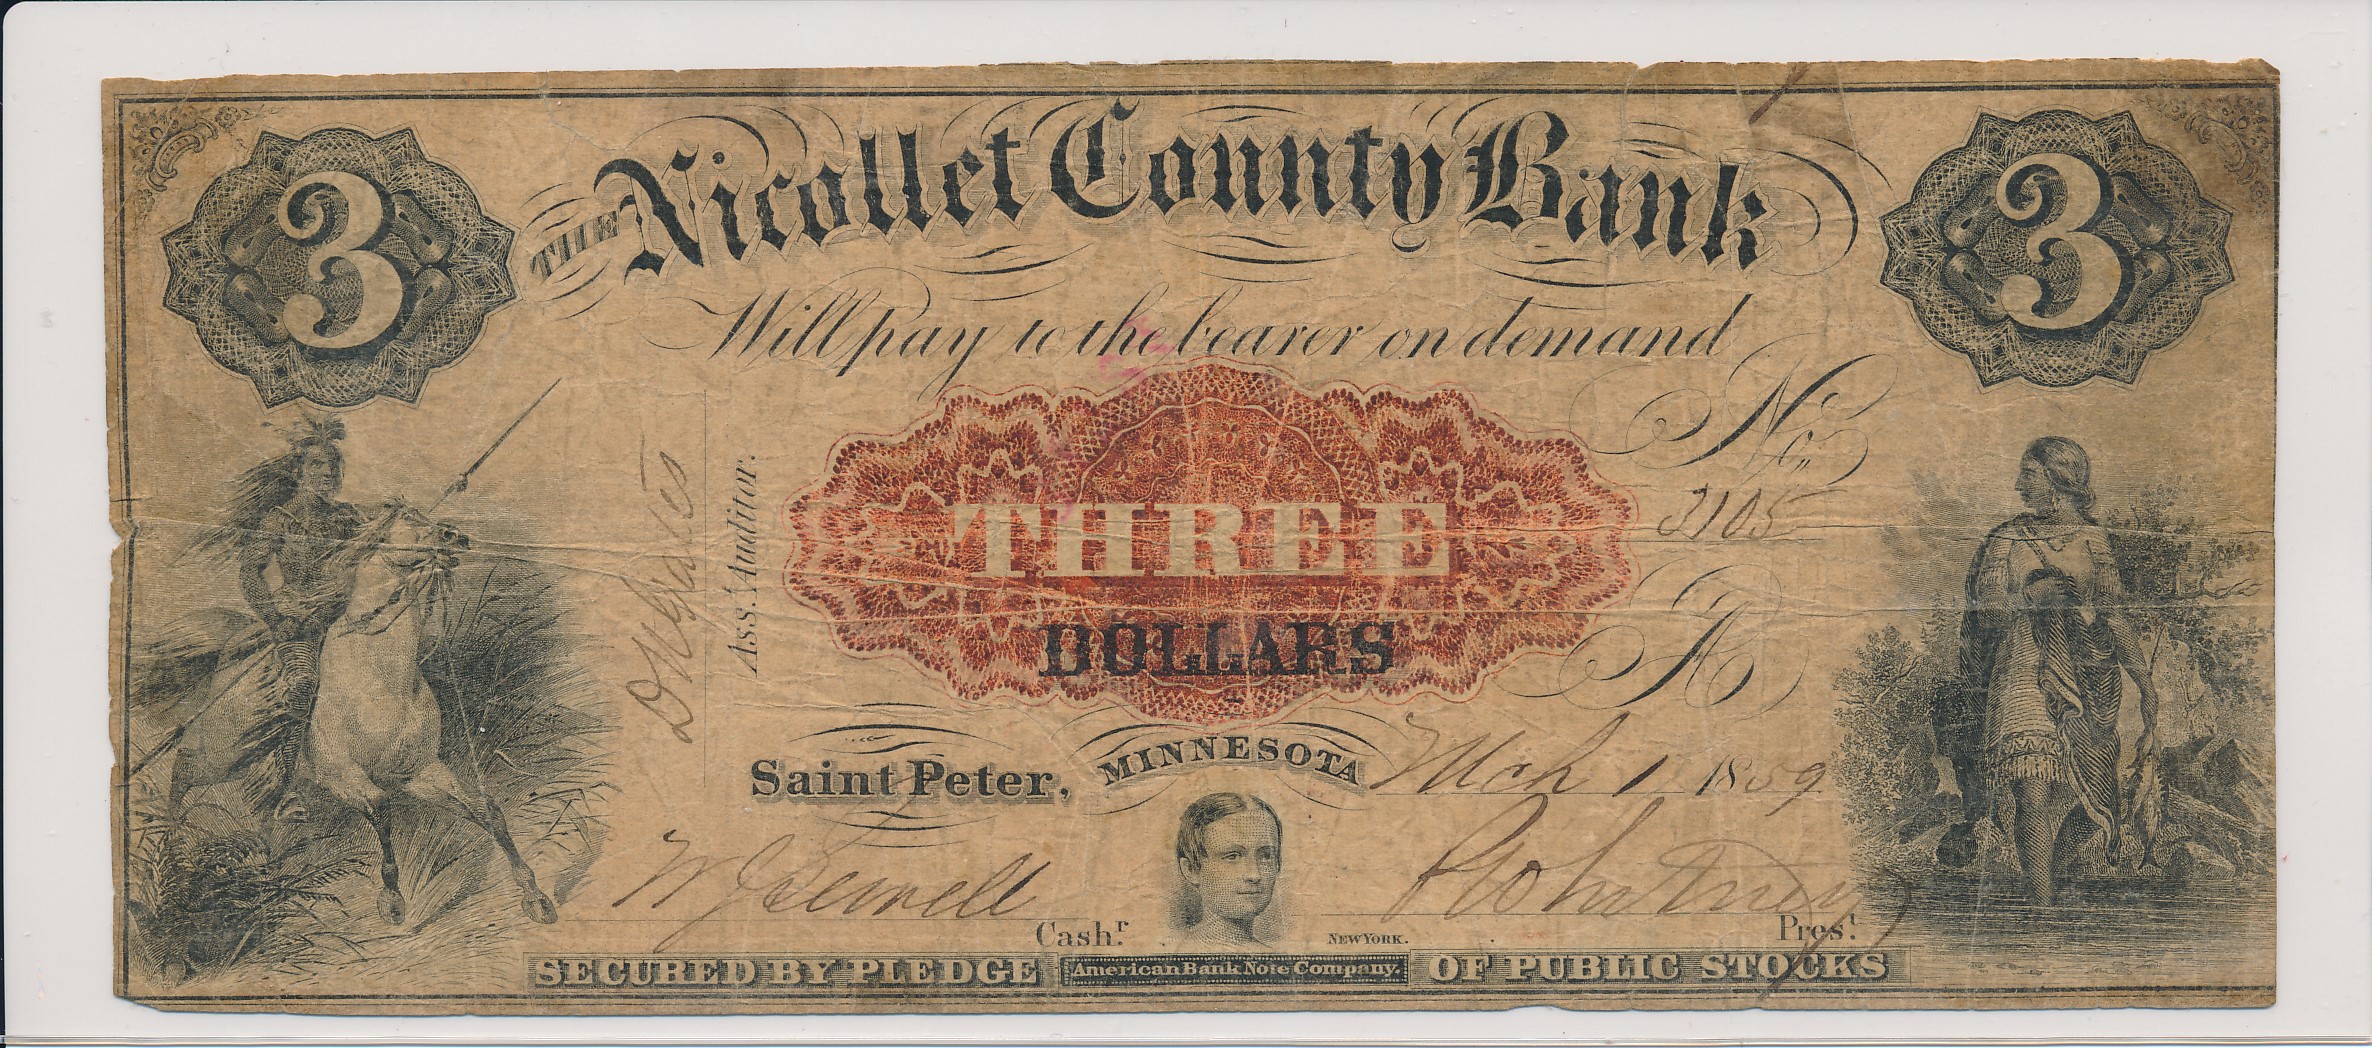 3 THE Nicollet County Bank 3
Will pay to the bearer on demand
No
3105
THREE
DOLLARS
A
Ass.t Auditor.
Saint Peter, MINNESOTA Mch 1 1859
Cash.r
NEW YORK.
Pres.t
SECURED BY PLEDGE American Bank Note Company. OF PUBLIC STOCKS